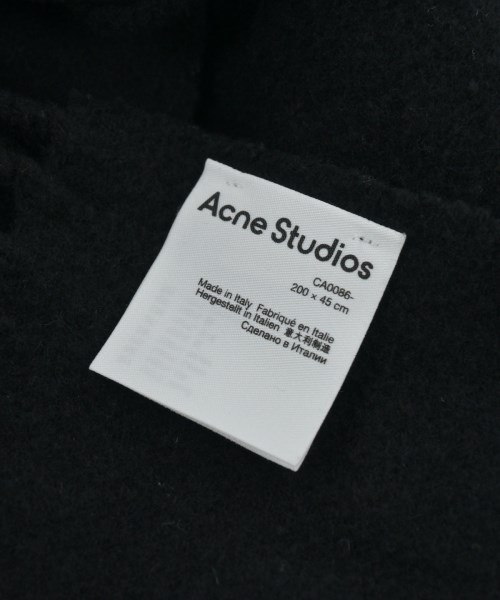 Acne Studios
CA0086-
200 x 45 cm
Made in Italy Fabriqué en Italie
Hergestellt in Italien 意大利制造
Сделано в Италии